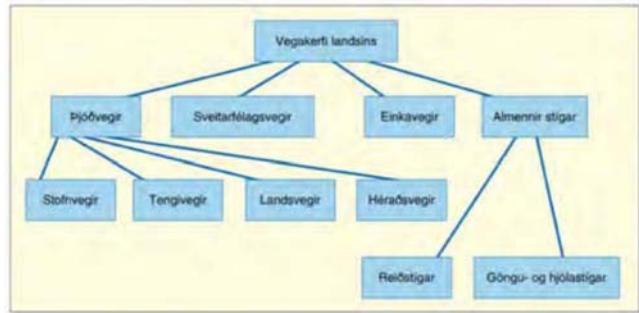 Vegakerfi landsins
Þjóðvegir
Sveitarfélagsvegir
Einkavegir
Almennir stígar
Stofnvegir
Tengivegir
Landsvegir
Héraðsvegir
Reiðstígar
Göngu- og hjólastígar